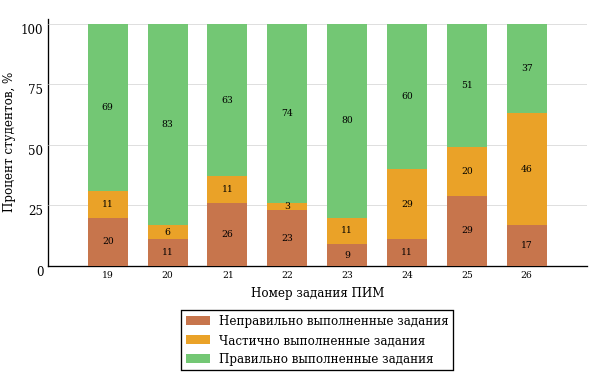 Процент студентов, %
100
75
50
25
0
69 83 63 74 80 60 51 37
11 6 11 3 11 29 20 46
20 11 26 23 9 11 29 17
19 20 21 22 23 24 25 26
Номер задания ПИМ
Неправильно выполненные задания
Частично выполненные задания
Правильно выполненные задания